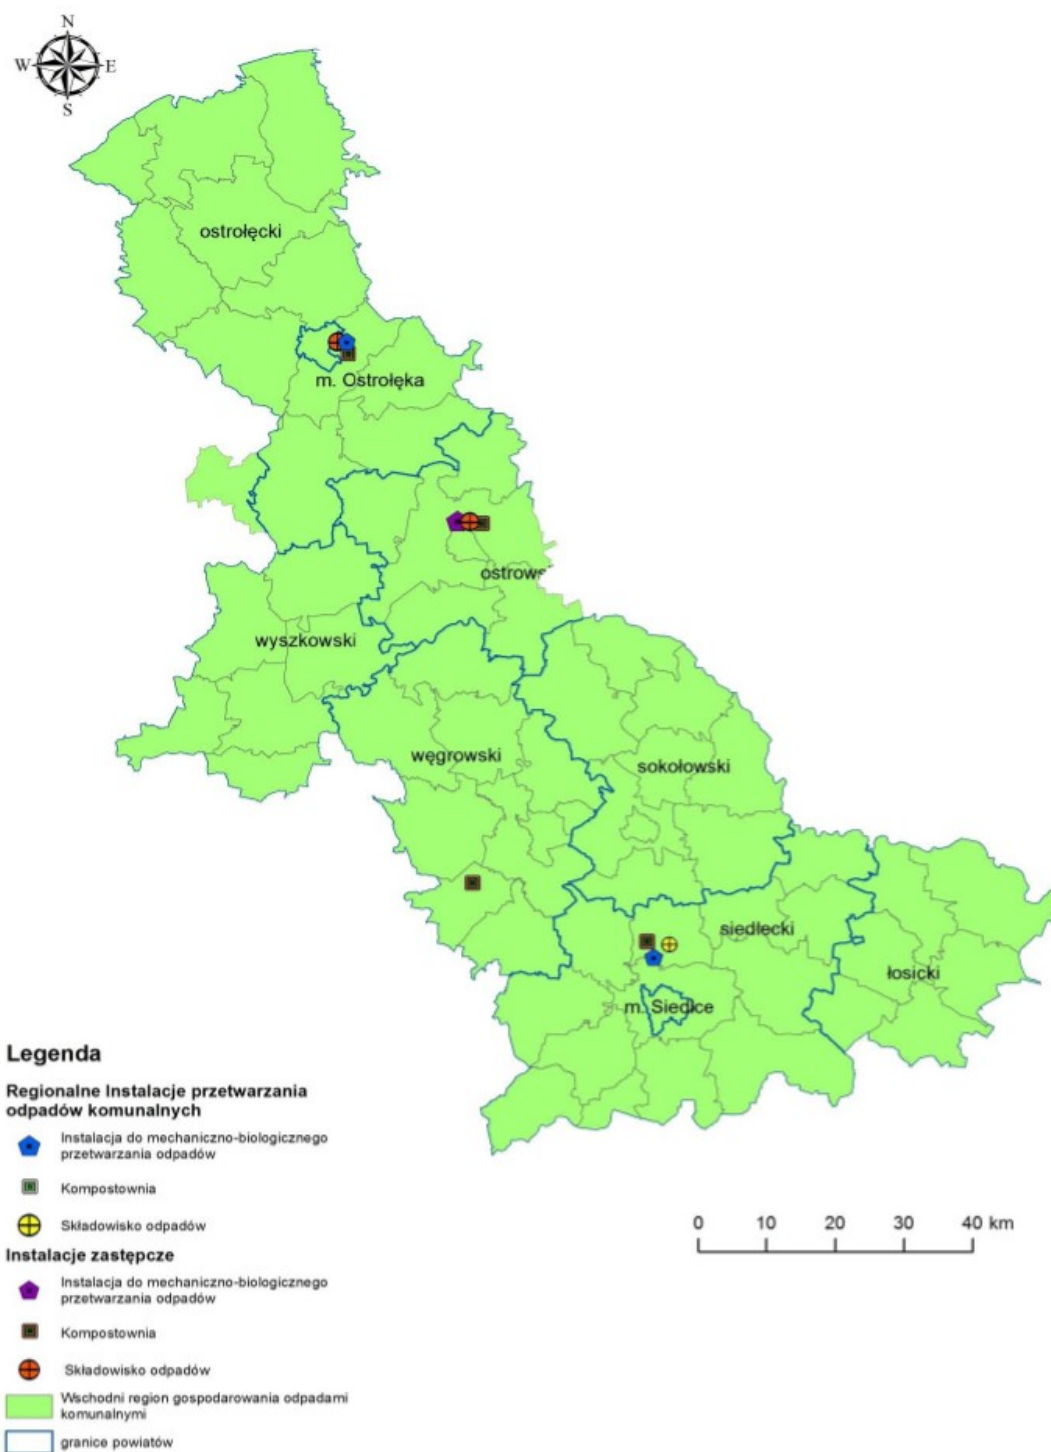 N
W E
S
ostrołęcki
m. Ostrołęka
ostrows
wyszkowski
węgrowski
sokołowski
siedlecki
łosicki
m. Siedlce
Legenda
Regionalne Instalacje przetwarzania
odpadów komunalnych
Instalacja do mechaniczno-biologicznego
przetwarzania odpadów
Kompostownia
Składowisko odpadów
Instalacje zastępcze
Instalacja do mechaniczno-biologicznego
przetwarzania odpadów
Kompostownia
Składowisko odpadów
Wschodni region gospodarowania odpadami
komunalnymi
granice powiatów
0 10 20 30 40 km